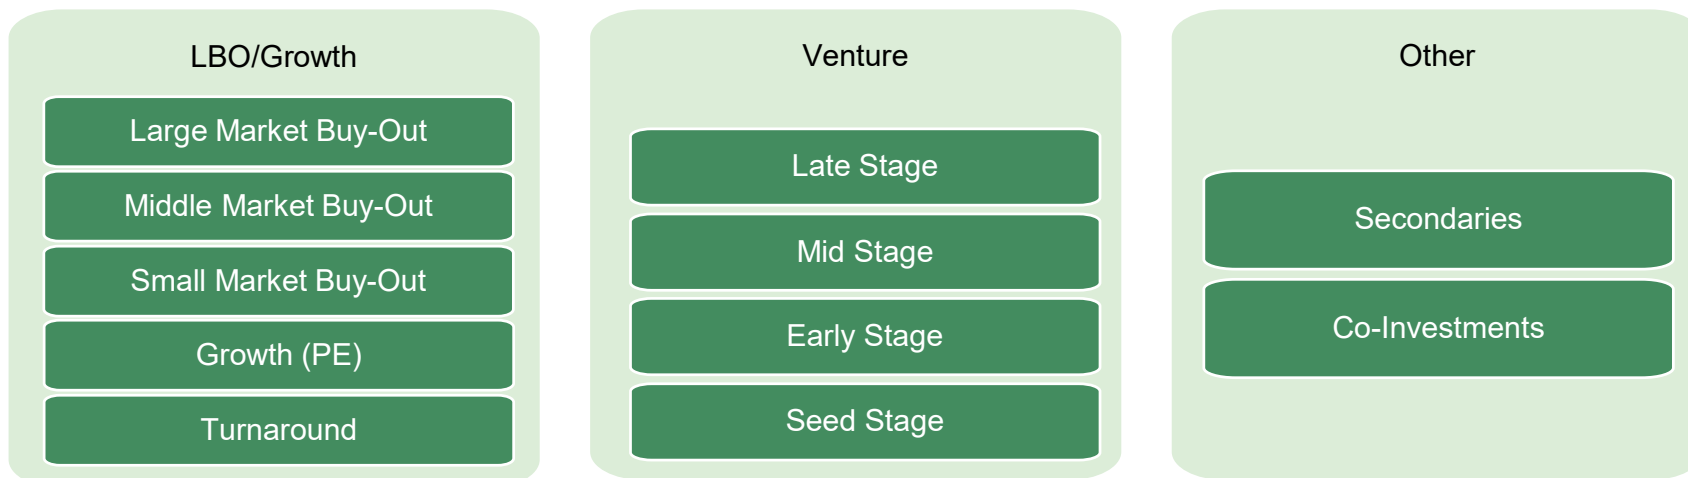 LBO/Growth
Large Market Buy-Out
Middle Market Buy-Out
Small Market Buy-Out
Growth (PE)
Turnaround
Venture
Late Stage
Mid Stage
Early Stage
Seed Stage
Other
Secondaries
Co-Investments